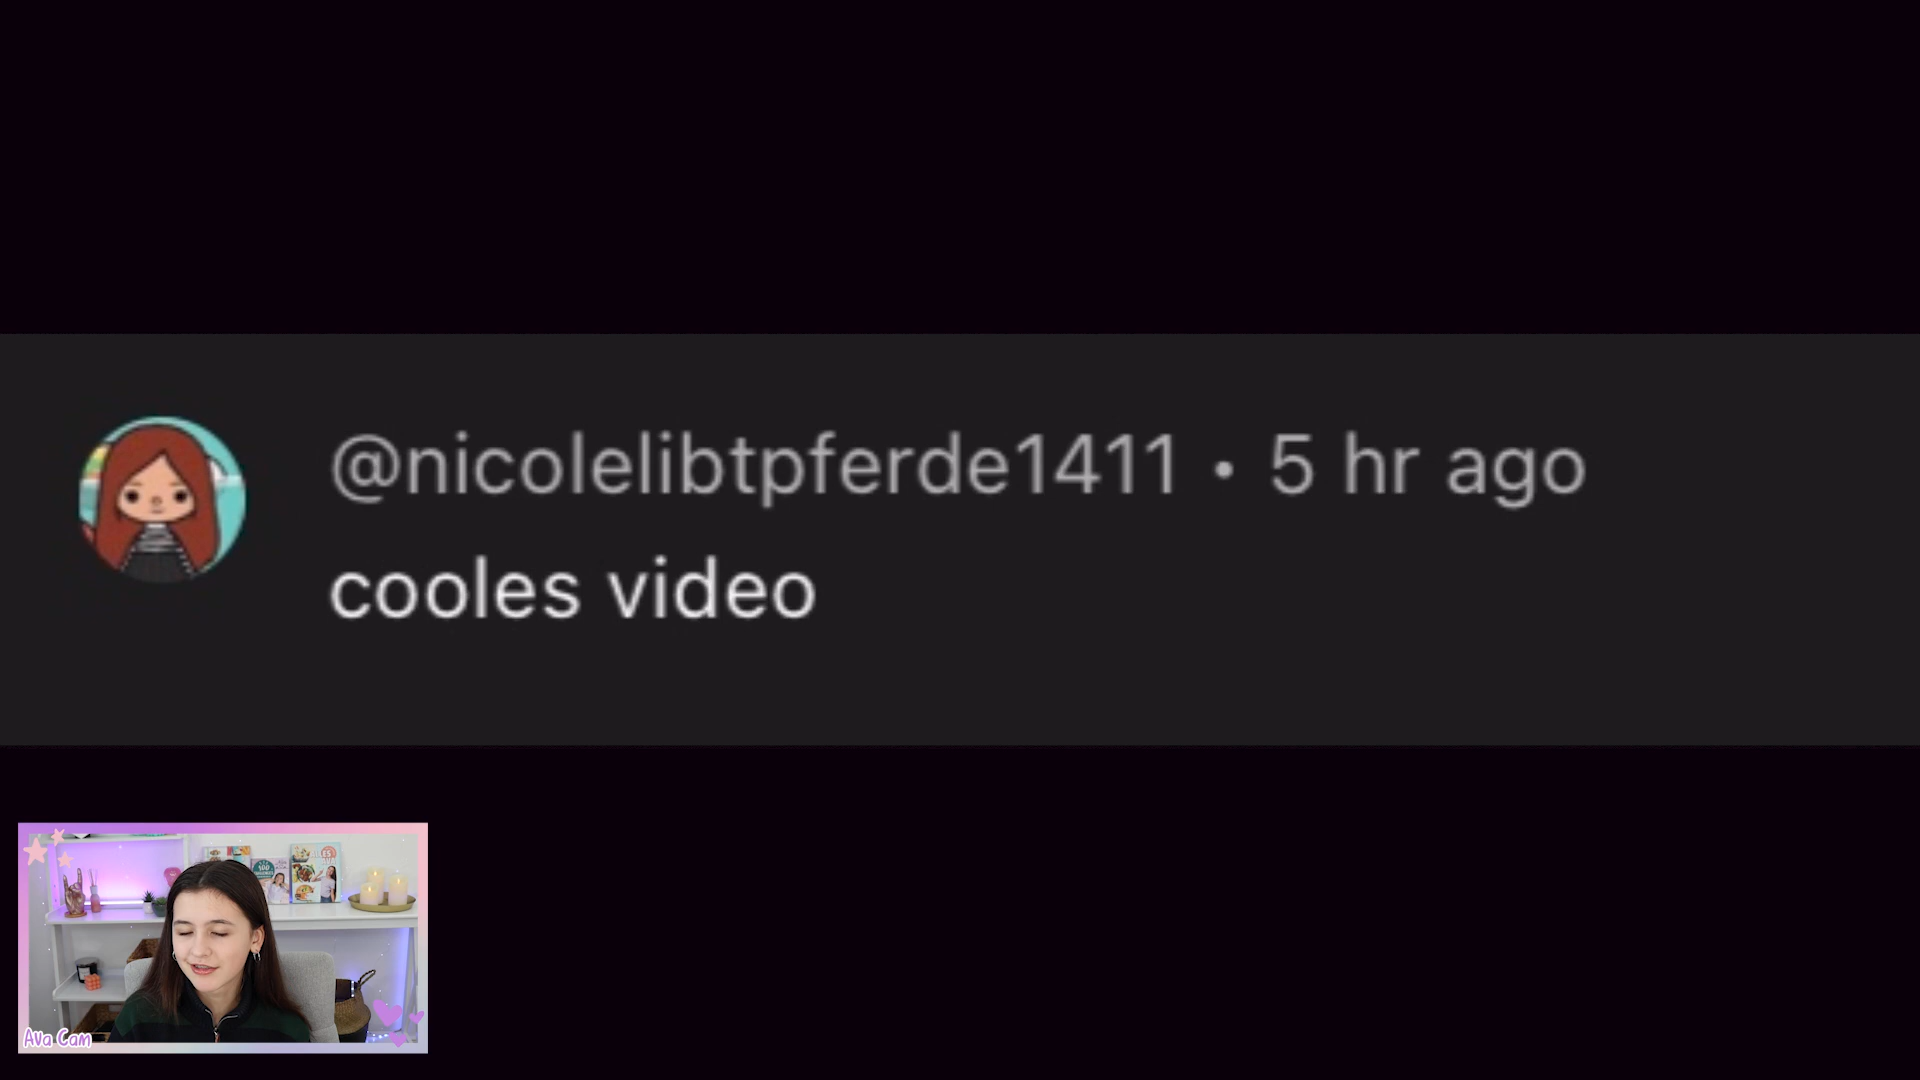 @nicolelibtpferde1411 • 5 hr ago
cooles video
Ava Cam